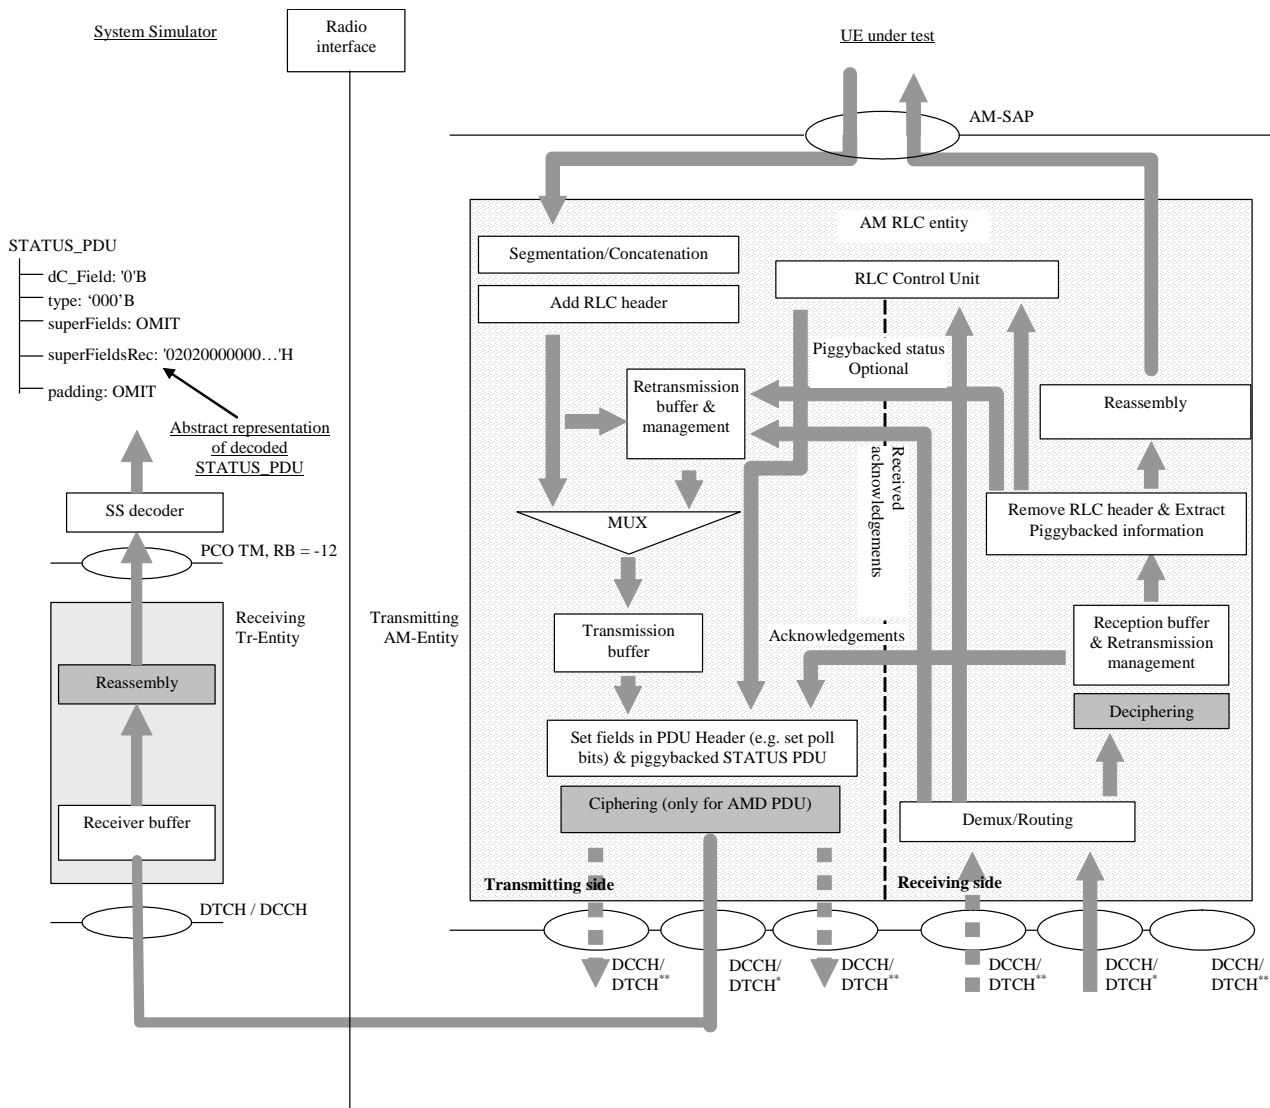 System Simulator
Radio
interface
UE under test
AM-SAP
AM RLC entity
STATUS_PDU
dC_Field: '0'B
type: ‘000’B
superFields: OMIT
superFieldsRec: '02020000000…'H
padding: OMIT
Abstract representation
of decoded
STATUS_PDU
SS decoder
PCO TM, RB = -12
Receiving
Tr-Entity
Reassembly
Receiver buffer
DTCH / DCCH
Transmitting
AM-Entity
Segmentation/Concatenation
Add RLC header
RLC Control Unit
Piggybacked status
Optional
Retransmission
buffer &
management
Reassembly
Received
acknowledgements
MUX
Remove RLC header & Extract
Piggybacked information
Transmission
buffer
Acknowledgements
Reception buffer
& Retransmission
management
Deciphering
Set fields in PDU Header (e.g. set poll
bits) & piggybacked STATUS PDU
Ciphering (only for AMD PDU)
Demux/Routing
Transmitting side
Receiving side
DCCH/
DTCH**
DCCH/
DTCH*
DCCH/
DTCH**
DCCH/
DTCH**
DCCH/
DTCH*
DCCH/
DTCH**